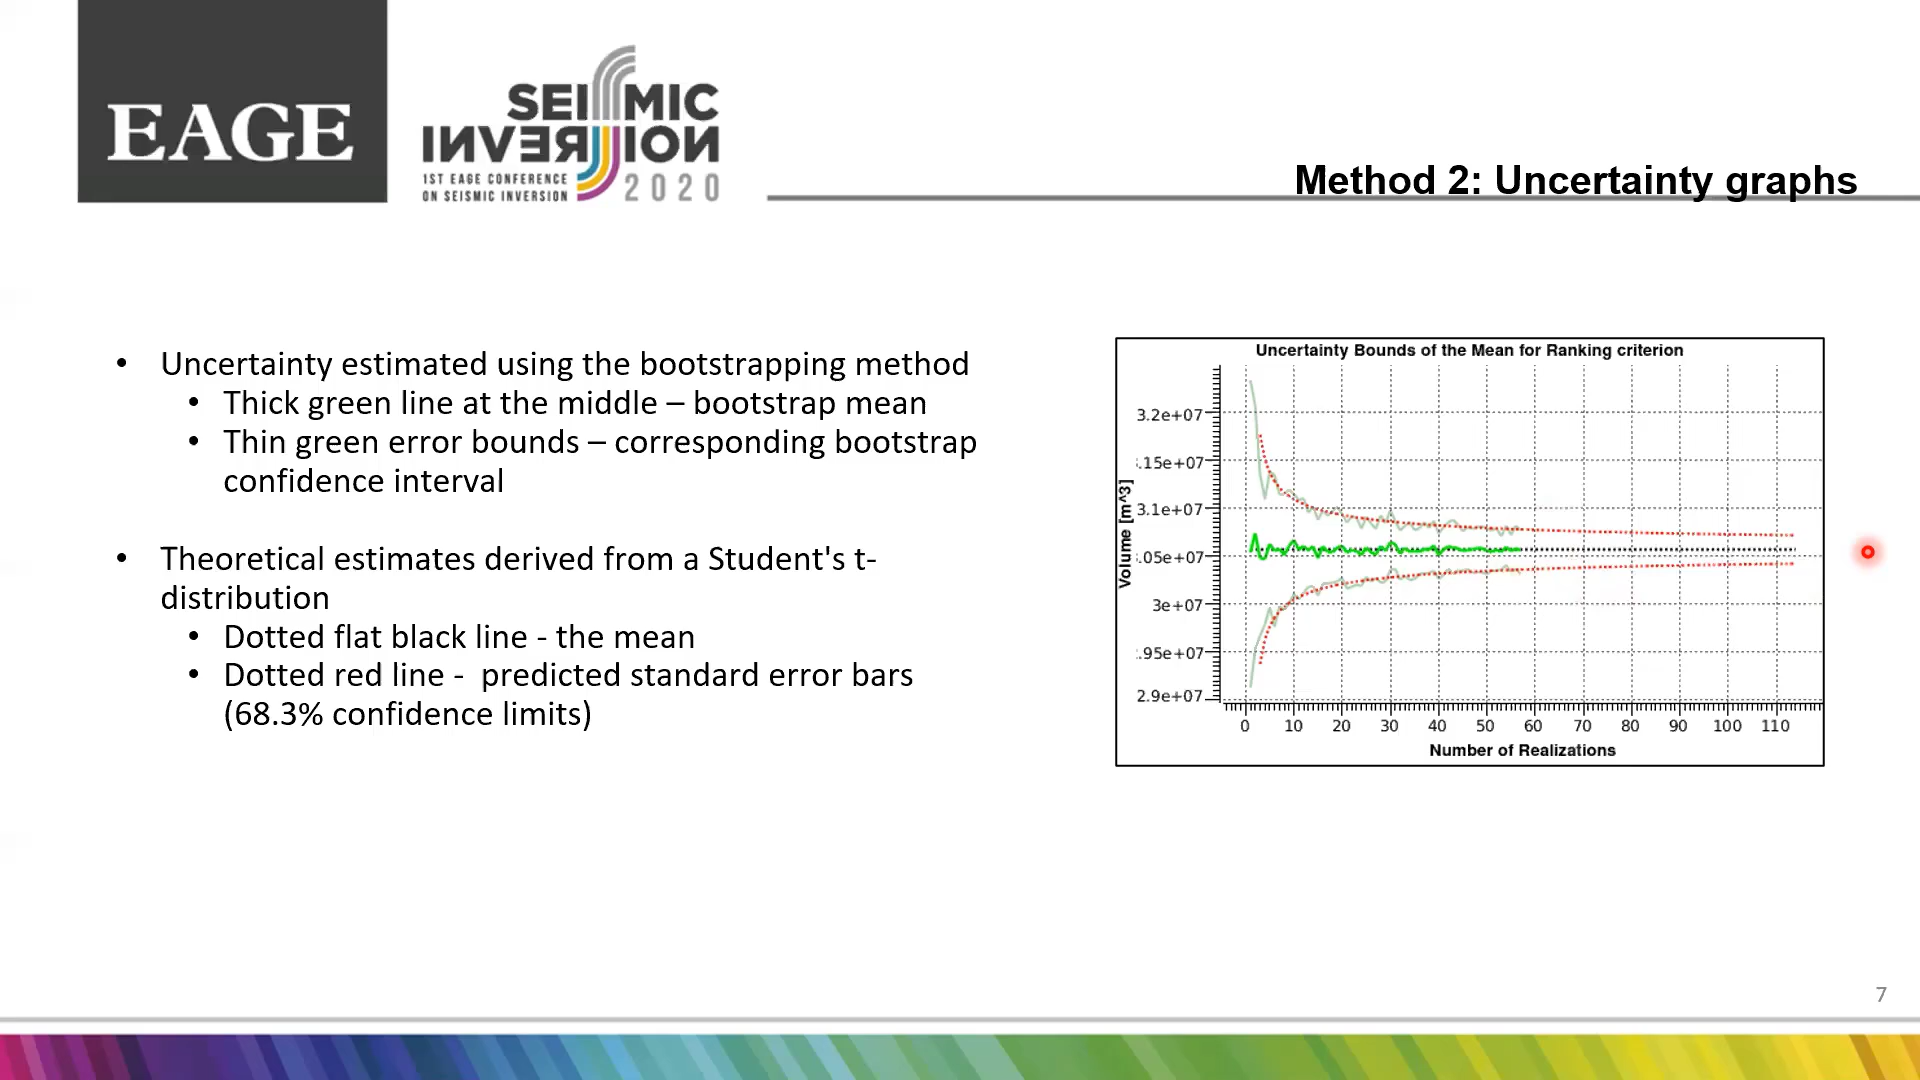 EAGE
SEISMIC
INVERSION
1ST EAGE CONFERENCE
ON SEISMIC INVERSION
2020
Method 2: Uncertainty graphs
• Uncertainty estimated using the bootstrapping method
• Thick green line at the middle – bootstrap mean
• Thin green error bounds – corresponding bootstrap
confidence interval
• Theoretical estimates derived from a Student's t-
distribution
• Dotted flat black line - the mean
• Dotted red line - predicted standard error bars
(68.3% confidence limits)
Uncertainty Bounds of the Mean for Ranking criterion
Volume [m^3]
3.2e+07
.15e+07
3.1e+07
.05e+07
3e+07
.95e+07
2.9e+07
0 10 20 30 40 50 60 70 80 90 100 110
Number of Realizations
7